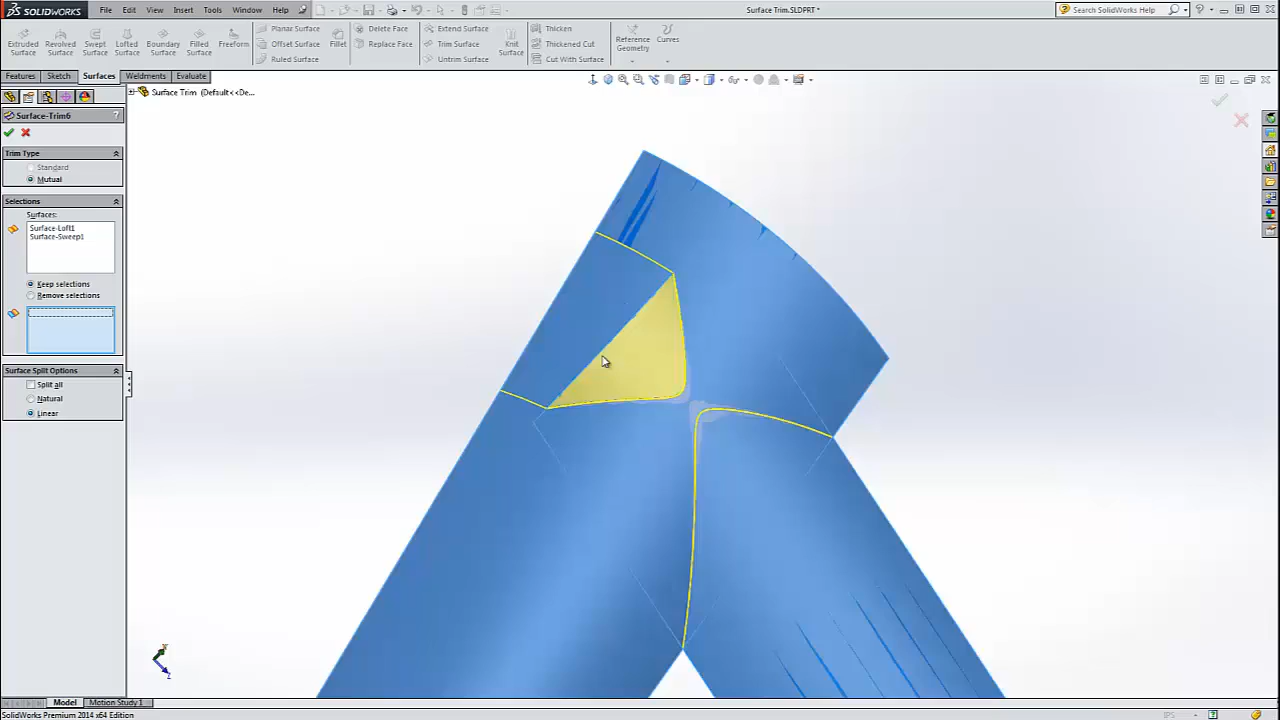 SOLIDWORKS File Edit View Insert Tools Window Help Surface Trim.SLDPRT * Search SolidWorks Help
Extruded Surface
Revolved Surface
Swept Surface
Lofted Surface
Boundary Surface
Filled Surface
Freeform
Planar Surface
Offset Surface
Ruled Surface
Fillet
Delete Face
Replace Face
Extend Surface
Trim Surface
Untrim Surface
Knit Surface
Thicken
Thickened Cut
Cut With Surface
Reference Geometry
Curves
Features Sketch Surfaces Weldments Evaluate
Surface Trim (Default<<De...
Surface-Trim6 ?
Trim Type
Standard
Mutual
Selections
Surfaces:
Surface-Loft1
Surface-Sweep1
Keep selections
Remove selections
Surface Split Options
Split all
Natural
Linear
Model Motion Study 1
SolidWorks Premium 2014 x64 Edition IPS